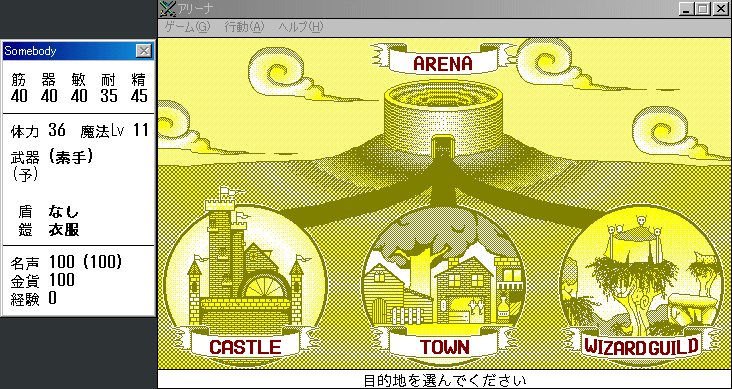 アリーナ
ゲーム(G) 行動(A) ヘルプ(H)
Somebody
筋 器 敏 耐 精
40 40 40 35 45
体力 36 魔法Lv 11
武器 (素手)
(予)
盾 なし
鎧 衣服
名声 100 (100)
金貨 100
経験 0
ARENA
CASTLE
TOWN
WIZARD GUILD
目的地を選んでください